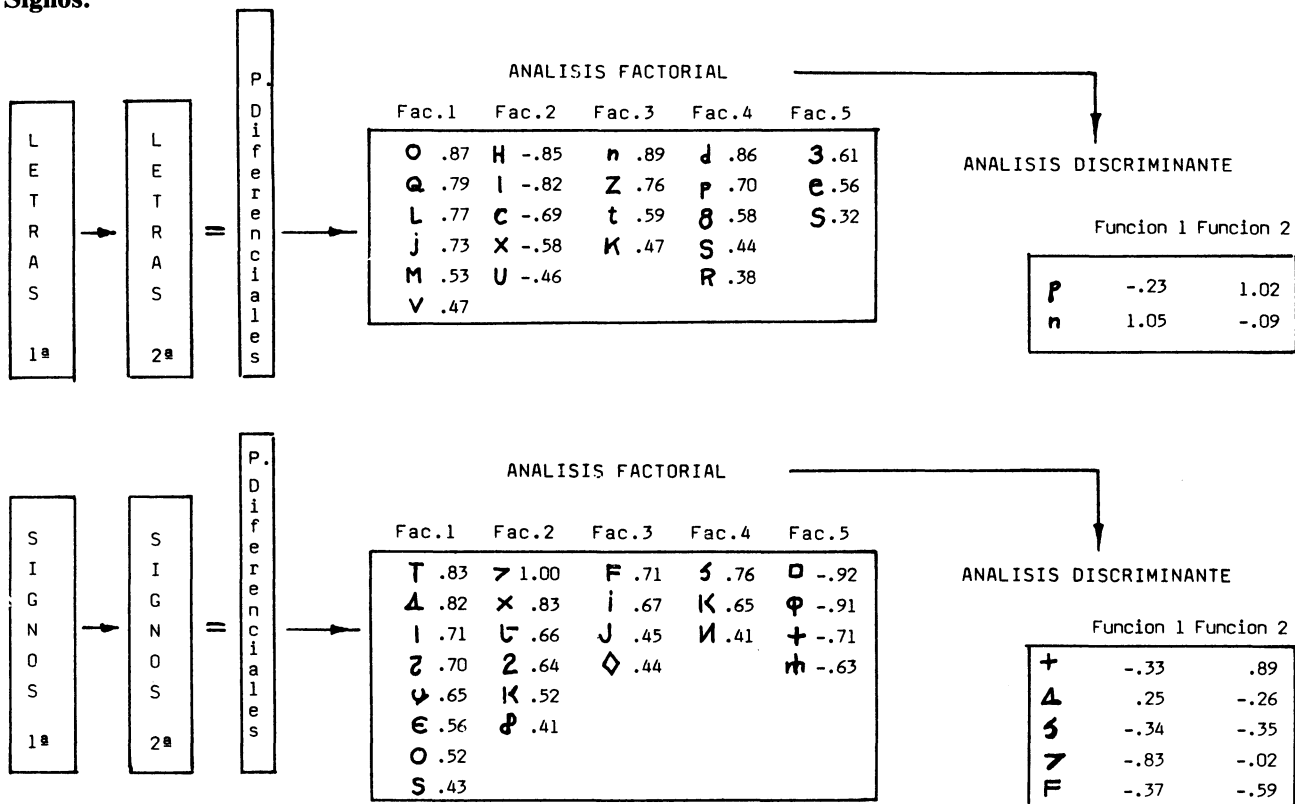 Signos:
ANALISIS FACTORIAL
LETRAS 1ª
LETRAS 2ª
=
P. Diferenciales
Fac.1 Fac.2 Fac.3 Fac.4 Fac.5
O .87 H -.85 n .89 d .86 3 .61
Q .79 l -.82 Z .76 p .70 e .56
L .77 C -.69 t .59 8 .58 S .32
j .73 X -.58 K .47 S .44
M .53 U -.46 R .38
V .47
ANALISIS DISCRIMINANTE
Funcion 1 Funcion 2
p -.23 1.02
n 1.05 -.09
ANALISIS FACTORIAL
SIGNOS 1ª
SIGNOS 2ª
=
P. Diferenciales
Fac.1 Fac.2 Fac.3 Fac.4 Fac.5
T .83 1.00 F .71 .76 -.92
.82 × .83 i .67 K .65 φ -.91
| .71 .66 J .45 И .41 + -.71
.70 2 .64 ◇ .44 -.63
.65 K .52
Є .56 .41
O .52
S .43
ANALISIS DISCRIMINANTE
Funcion 1 Funcion 2
+ -.33 .89
.25 -.26
-.34 -.35
-.83 -.02
F -.37 -.59